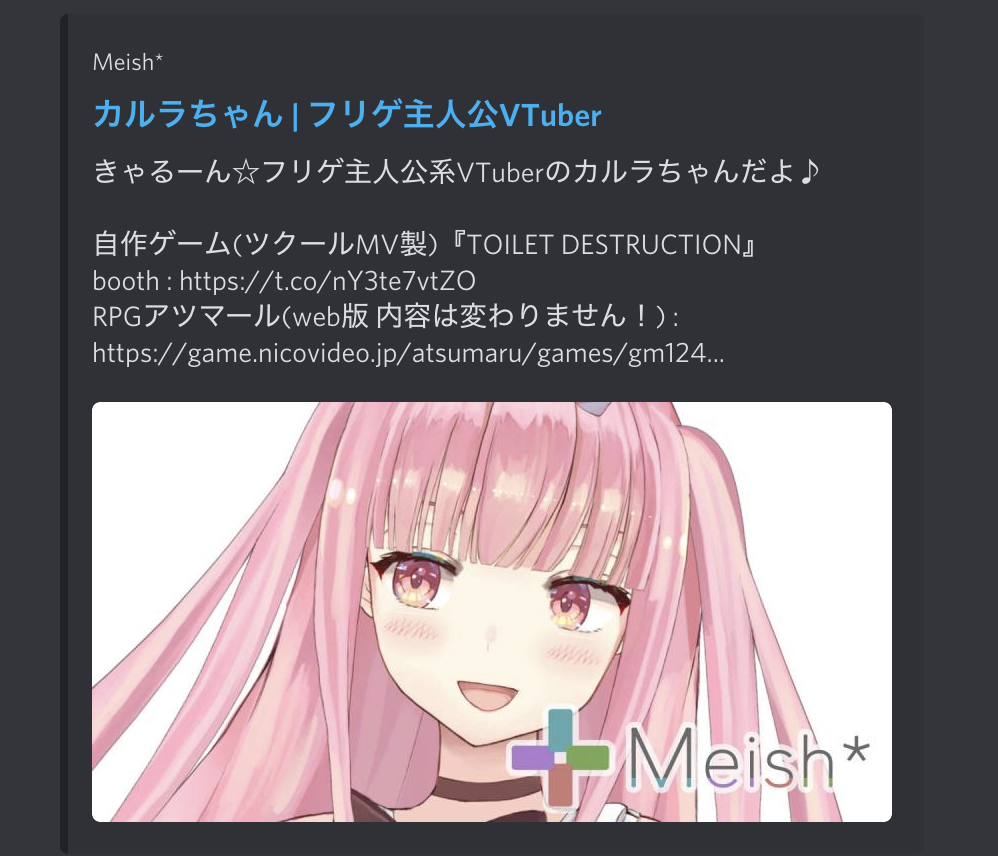 Meish*
カルラちゃん | フリゲ主人公VTuber
きゃるーん☆フリゲ主人公系VTuberのカルラちゃんだよ♪
自作ゲーム(ツクールMV製)『TOILET DESTRUCTION』
booth : https://t.co/nY3te7vtZO
RPGアツマール(web版 内容は変わりません！) :
https://game.nicovideo.jp/atsumaru/games/gm124...
Meish*